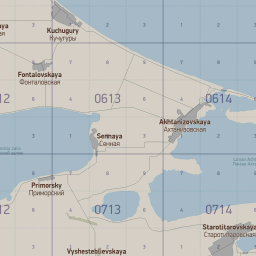 Kuchugury
Кучугуры
Fontalovskaya
Фонталовская
0613
0614
Akhtanizovskaya
Ахтанизовская
Sennaya
Сенная
Primorsky
Приморский
0713
0714
Starotitarovskaya
Старотитаровская
Vyshesteblievskaya